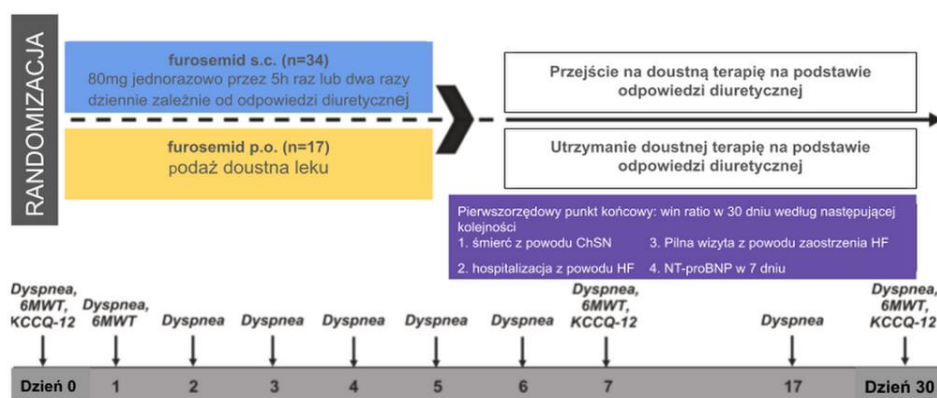 RANDOMIZACJA
furosemid s.c. (n=34)
80mg jednorazowo przez 5h raz lub dwa razy
dziennie zależnie od odpowiedzi diuretycznej
furosemid p.o. (n=17)
podaż doustna leku
Przejście na doustną terapię na podstawie
odpowiedzi diuretycznej
Utrzymanie doustnej terapię na podstawie
odpowiedzi diuretycznej
Pierwszorzędowy punkt końcowy: win ratio w 30 dniu według następującej
kolejności
1. śmierć z powodu ChSN
3. Pilna wizyta z powodu zaostrzenia HF
2. hospitalizacja z powodu HF
4. NT-proBNP w 7 dniu
Dyspnea,
6MWT,
KCCQ-12
Dyspnea,
6MWT
Dyspnea
Dyspnea
Dyspnea
Dyspnea
Dyspnea
Dyspnea,
6MWT,
KCCQ-12
Dyspnea
Dyspnea,
6MWT,
KCCQ-12
Dzień 0 1 2 3 4 5 6 7 17 Dzień 30